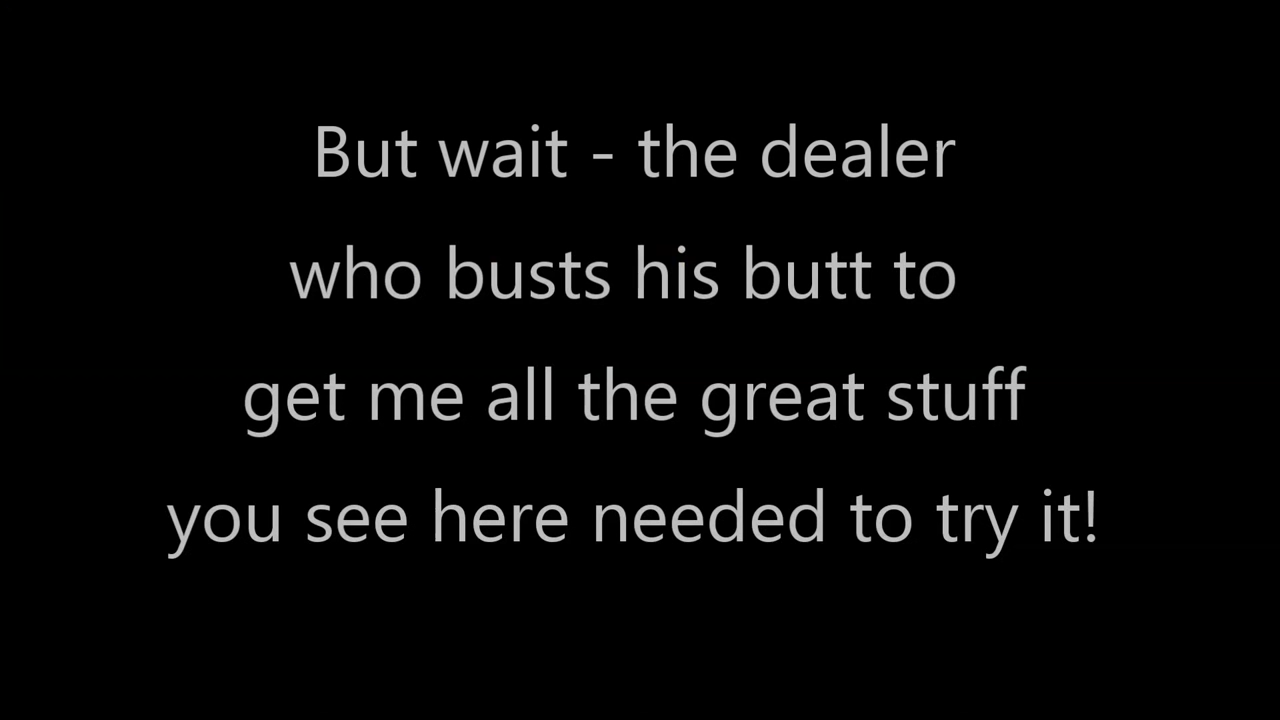 But wait - the dealer
who busts his butt to
get me all the great stuff
you see here needed to try it!